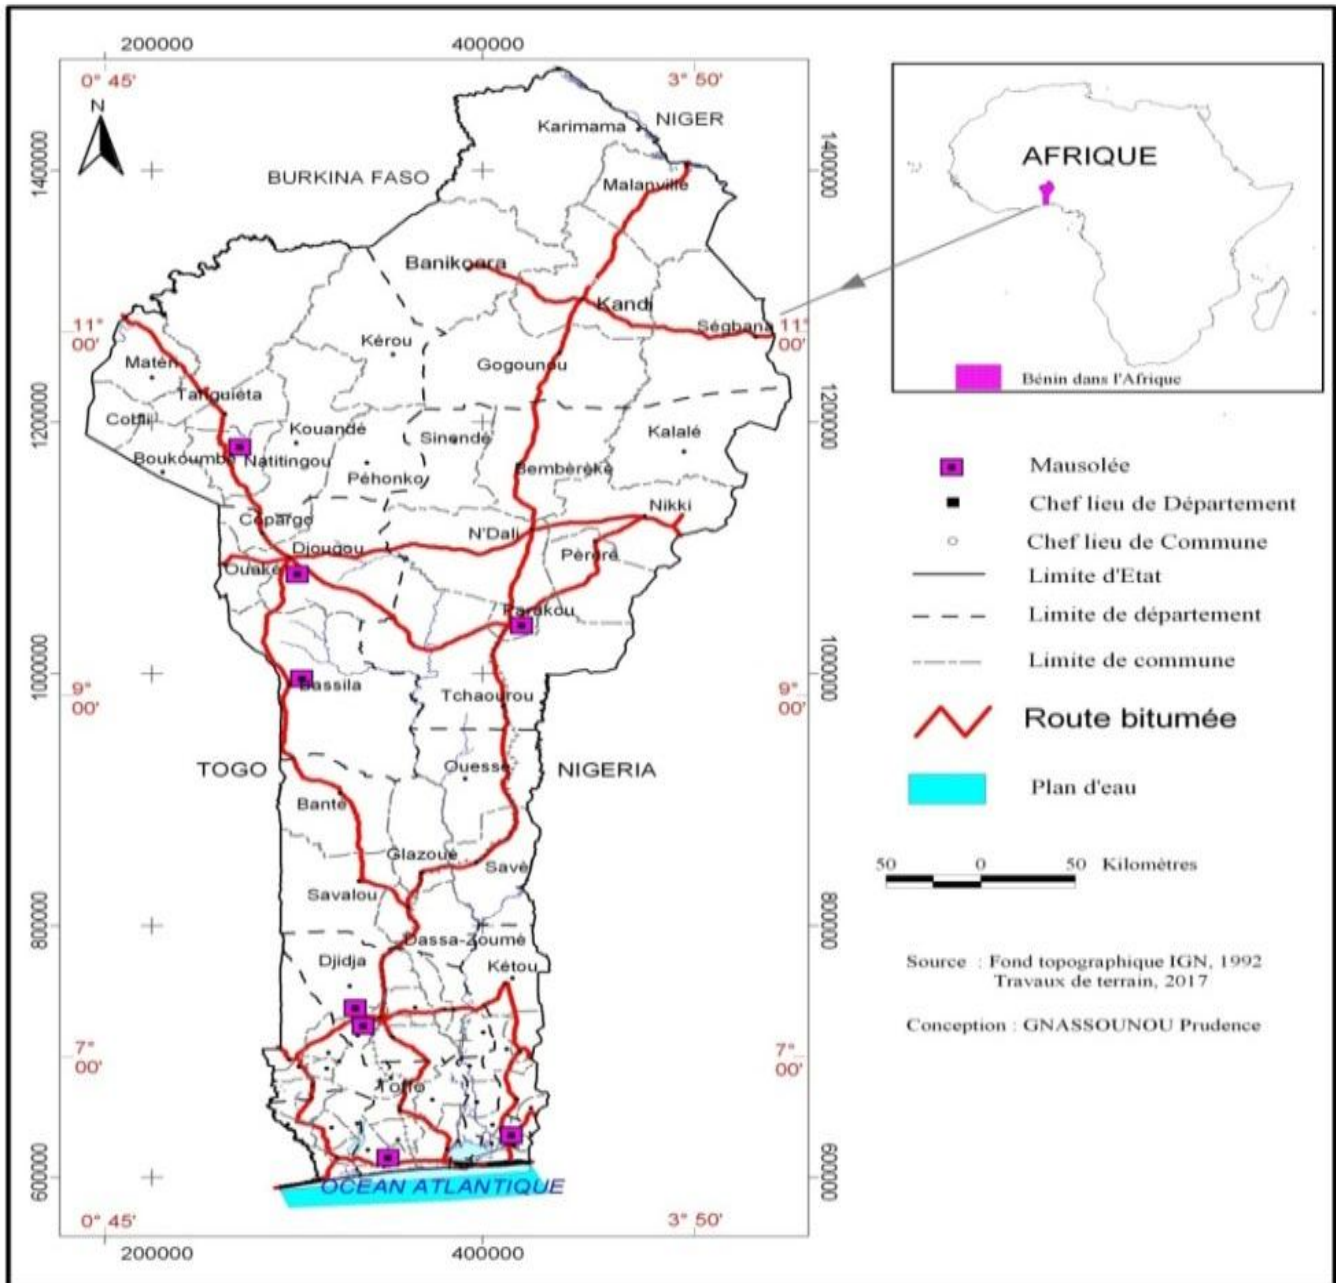 200000
400000
0° 45'
3° 50'
N
Karimama
NIGER
1400000
1400000
BURKINA FASO
Malanville
Banikoara
Kandi
Ségbana
11°
00'
11°
00'
Kérou
Matéri
Gogounou
Tanguiéta
1200000
1200000
Cobli
Kouandé
Sinendé
Kalalé
Boukoumbé
Natitingou
Péhonko
Bembèrèkè
Nikki
Copargo
N'Dali
Djougou
Pèrèrè
Ouaké
Parakou
1000000
1000000
Bassila
Tchaourou
9°
00'
9°
00'
TOGO
Ouessè
NIGERIA
Bantè
Glazoué
Savè
Savalou
800000
800000
Dassa-Zoumé
Djidja
Kétou
7°
00'
7°
00'
Toffo
600000
600000
OCEAN ATLANTIQUE
0° 45'
3° 50'
200000
400000
AFRIQUE
Bénin dans l'Afrique
Mausolée
Chef lieu de Département
Chef lieu de Commune
Limite d'Etat
Limite de département
Limite de commune
Route bitumée
Plan d'eau
50 0 50 Kilomètres
Source : Fond topographique IGN, 1992
Travaux de terrain, 2017
Conception : GNASSOUNOU Prudence